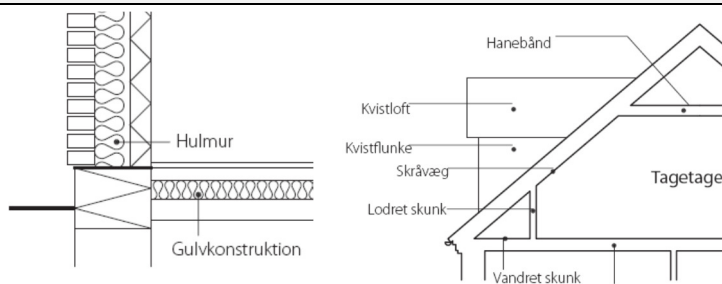 Hulmur
Gulvkonstruktion
Hanebånd
Kvistloft
Kvistflunke
Skråvæg
Tagetage
Lodret skunk
Vandret skunk